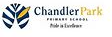 Chandler Park
PRIMARY SCHOOL
Pride in Excellence